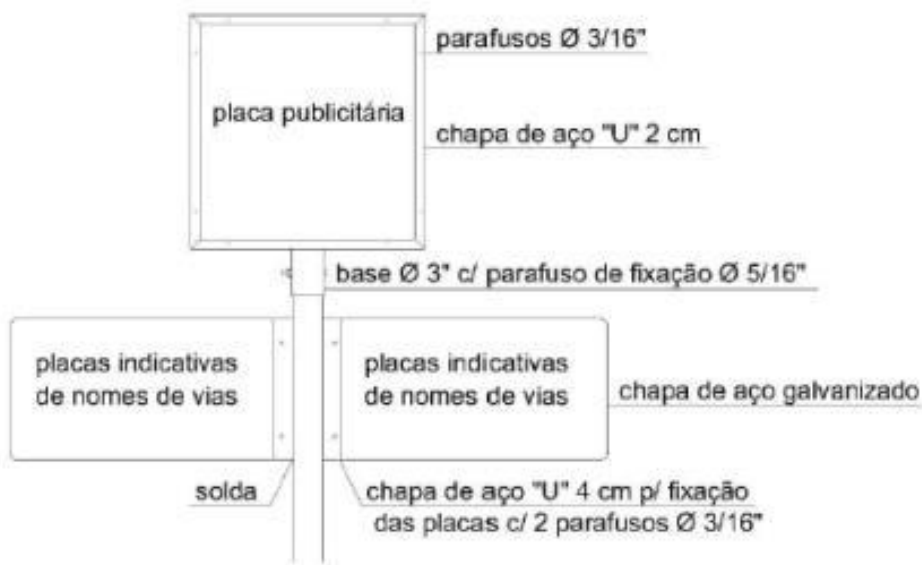 parafusos Ø 3/16"
placa publicitária
chapa de aço "U" 2 cm
base Ø 3" c/ parafuso de fixação Ø 5/16"
placas indicativas
de nomes de vias
placas indicativas
de nomes de vias
chapa de aço galvanizado
solda
chapa de aço "U" 4 cm p/ fixação
das placas c/ 2 parafusos Ø 3/16"